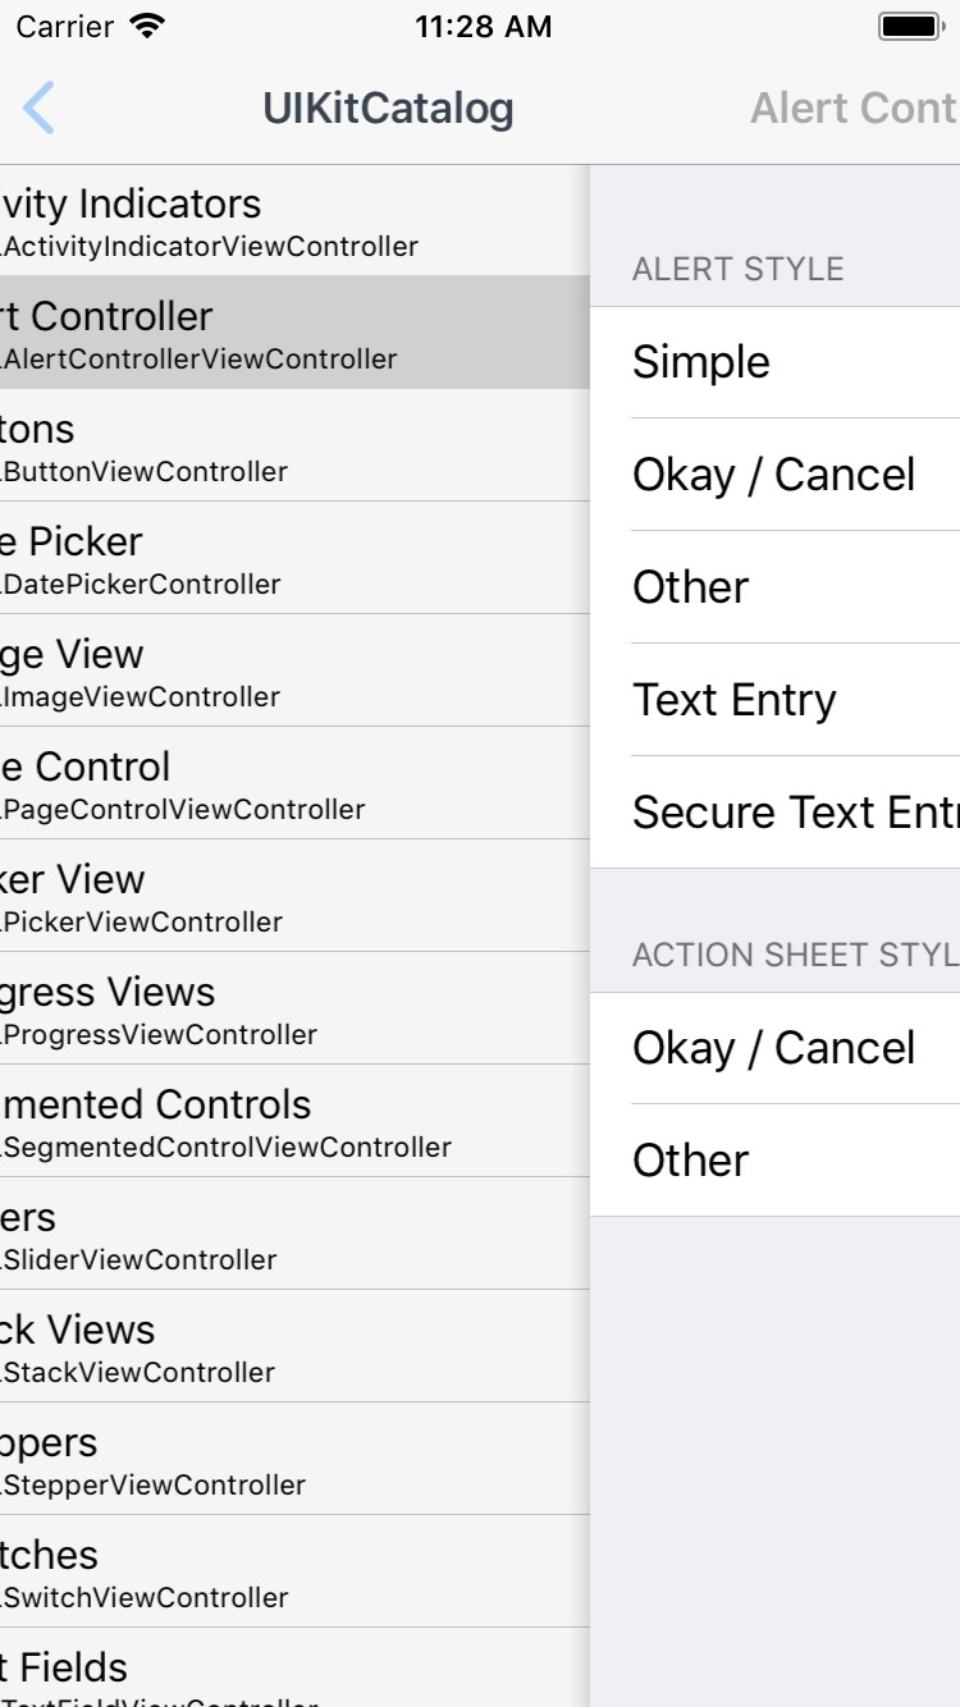 Carrier 11:28 AM
UIKitCatalog
Alert Cont
vity Indicators
.ActivityIndicatorViewController
rt Controller
.AlertControllerViewController
tons
.ButtonViewController
e Picker
.DatePickerController
ge View
.ImageViewController
e Control
.PageControlViewController
ker View
.PickerViewController
gress Views
.ProgressViewController
mented Controls
.SegmentedControlViewController
ers
.SliderViewController
ck Views
.StackViewController
ppers
.StepperViewController
tches
.SwitchViewController
t Fields
.TextFieldViewController
ALERT STYLE
Simple
Okay / Cancel
Other
Text Entry
Secure Text Entr
ACTION SHEET STYL
Okay / Cancel
Other